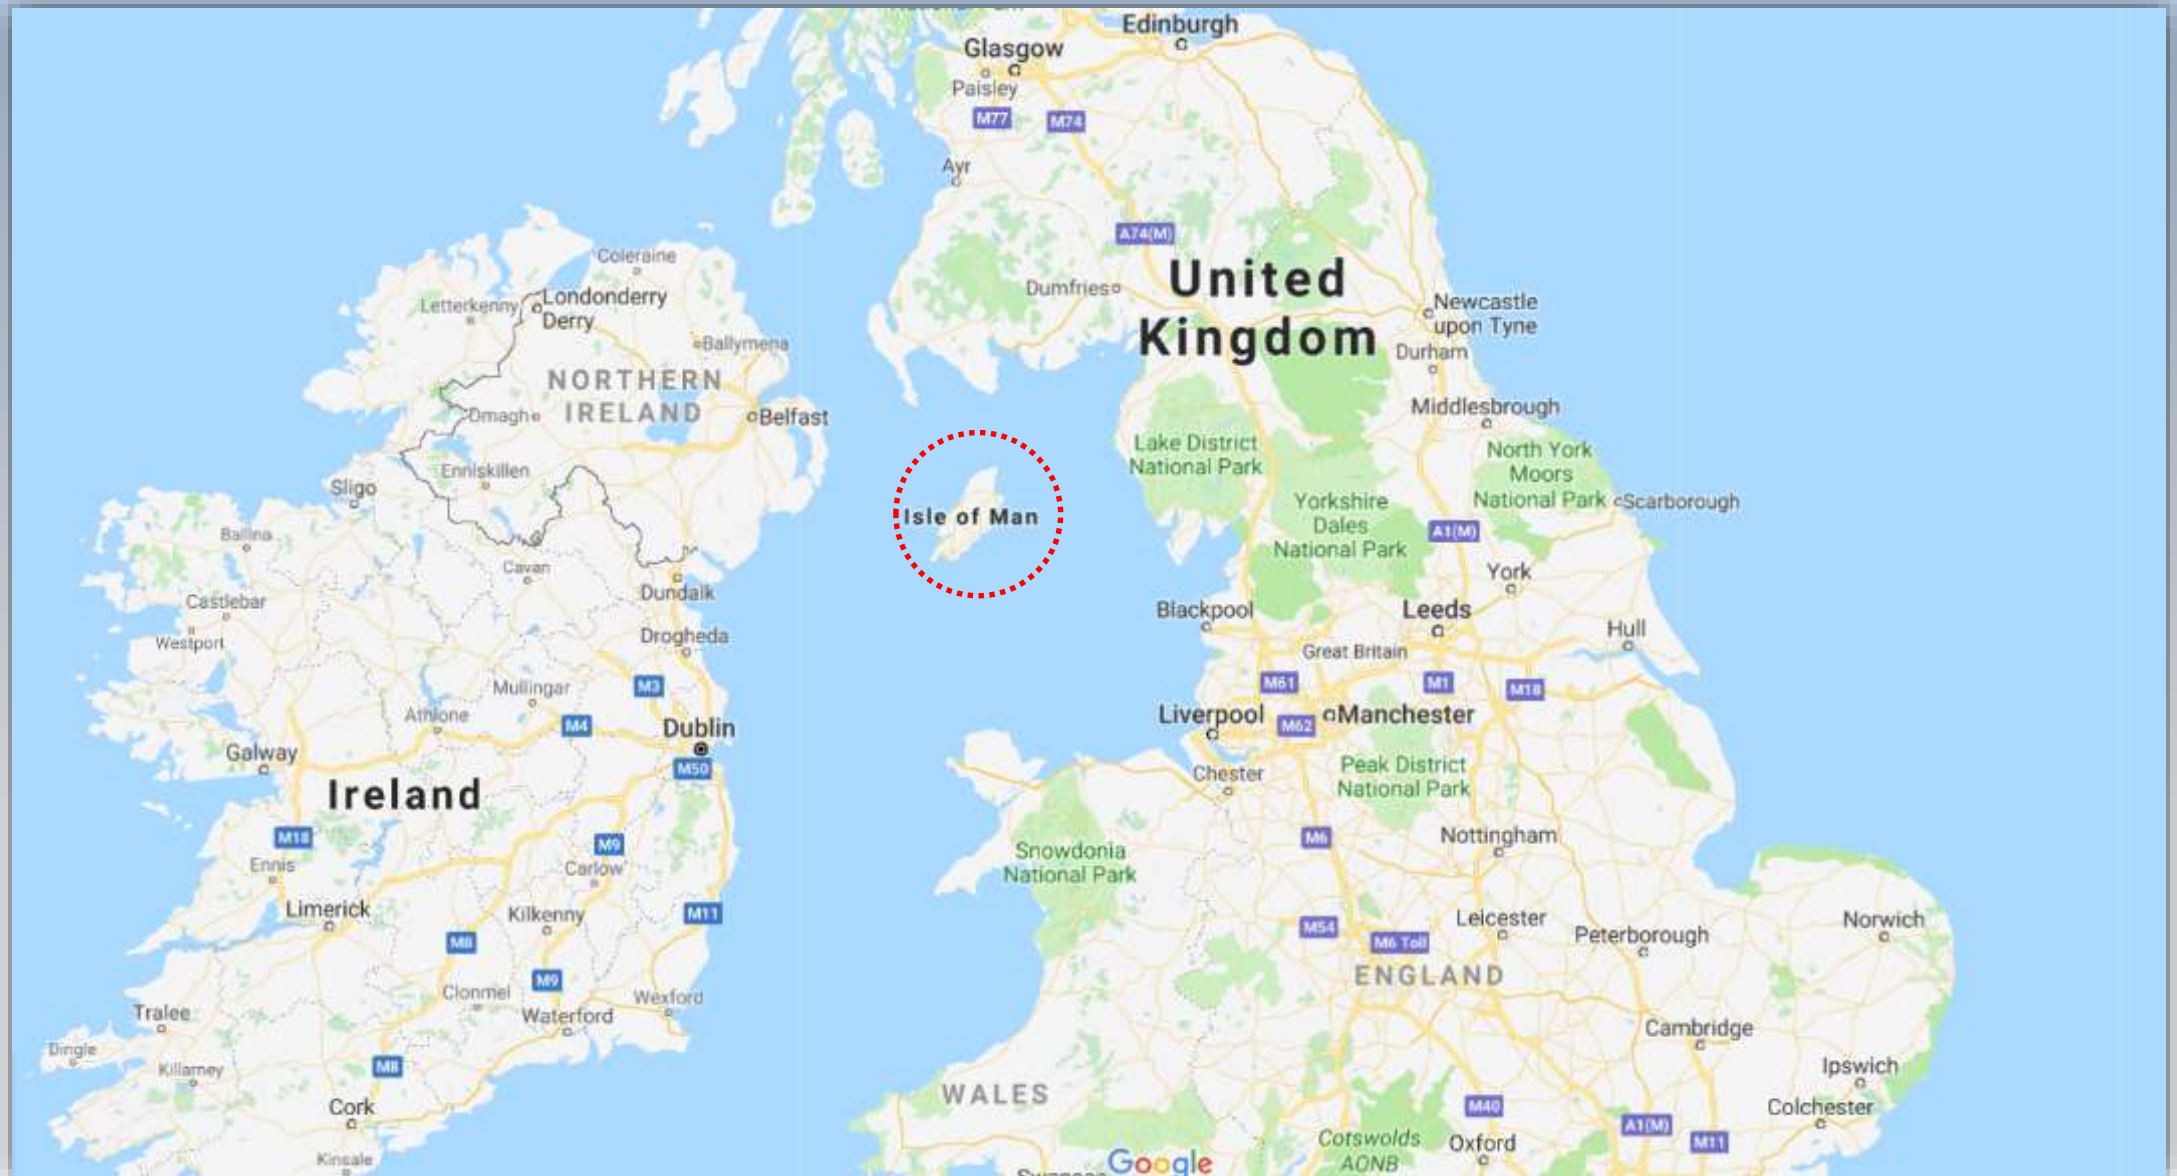 Edinburgh
Glasgow
Paisley
M77
M74
Ayr
A74(M)
Coleraine
Letterkenny
Londonderry
Derry
Dumfries
United
Kingdom
Newcastle
upon Tyne
Ballymena
Durham
NORTHERN
IRELAND
Omagh
Belfast
Middlesbrough
Lake District
National Park
North York
Moors
National Park
Scarborough
Enniskillen
Sligo
Isle of Man
Yorkshire
Dales
National Park
A1(M)
Ballina
Cavan
York
Dundalk
Castlebar
Westport
Blackpool
Leeds
Drogheda
Hull
Great Britain
Mullingar
M3
M61
M1
M18
Athlone
M4
Dublin
Liverpool
M62
Manchester
Galway
M50
Chester
Peak District
National Park
Ireland
M18
M9
M6
Nottingham
Ennis
Carlow
Snowdonia
National Park
Limerick
Kilkenny
M11
M54
Leicester
Peterborough
Norwich
M8
M6 Toll
M9
ENGLAND
Clonmel
Wexford
Tralee
Waterford
Cambridge
Dingle
Killarney
M8
Ipswich
WALES
Cork
M40
Colchester
A1(M)
M11
Cotswolds
AONB
Oxford
Kinsale
Google